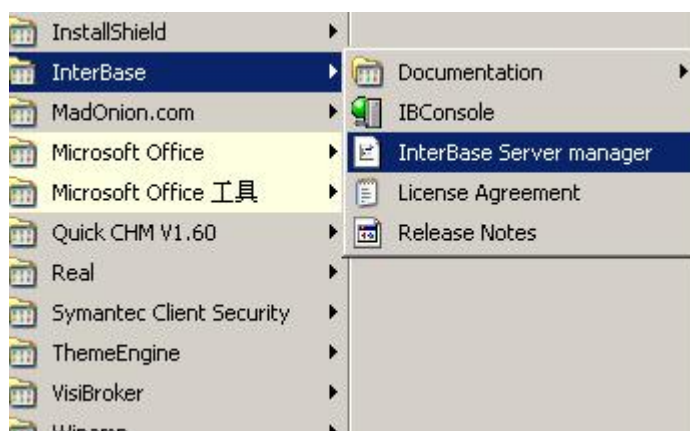 InstallShield
InterBase
MadOnion.com
Microsoft Office
Microsoft Office 工具
Quick CHM V1.60
Real
Symantec Client Security
ThemeEngine
VisiBroker
Documentation
IBConsole
InterBase Server manager
License Agreement
Release Notes